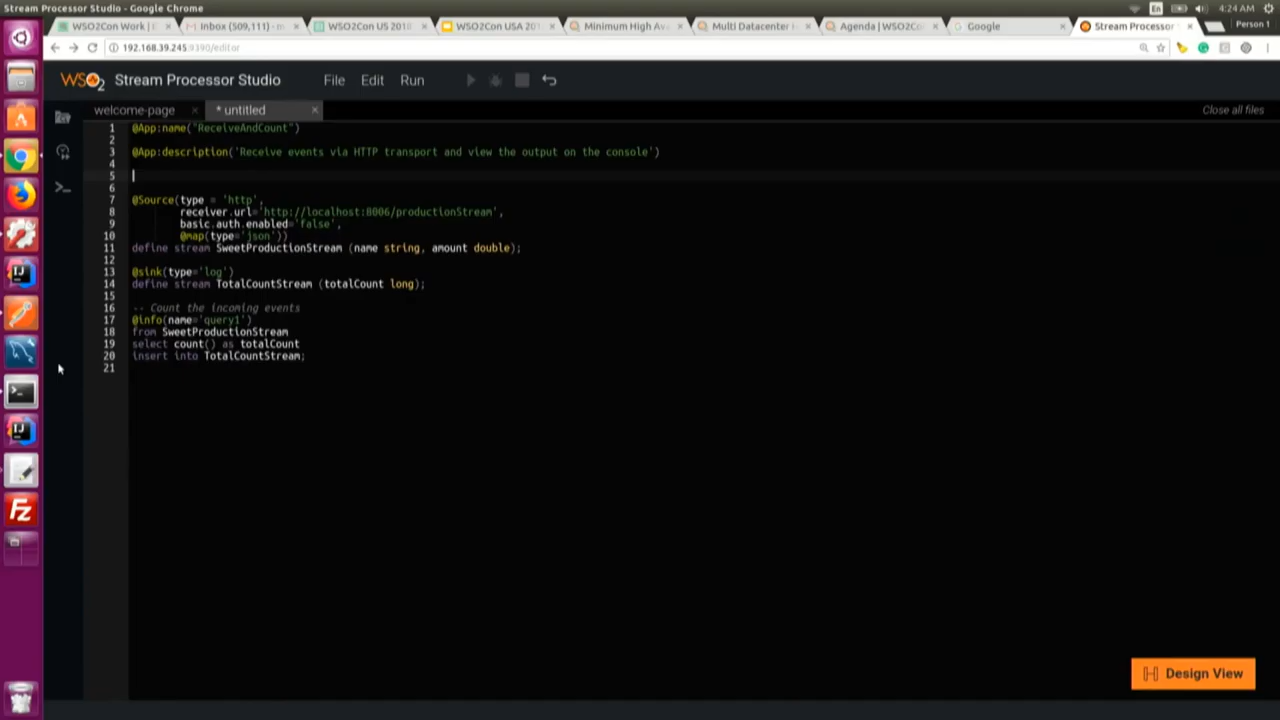 Stream Processor Studio - Google Chrome
En
4:24 AM
WSO2Con Work | E
Inbox (509,111) - m
WSO2Con US 2018
WSO2Con USA 201
Minimum High Ava
Multi Datacenter H
Agenda | WSO2Co
Google
Stream Processor
Person 1
192.168.39.245:9390/editor
WSO2 Stream Processor Studio
File
Edit
Run
welcome-page
* untitled
Close all files
1 @App:name("ReceiveAndCount")
2
3 @App:description('Receive events via HTTP transport and view the output on the console')
4
5
6
7 @Source(type = 'http',
8 receiver.url='http://localhost:8006/productionStream',
9 basic.auth.enabled='false',
10 @map(type='json'))
11 define stream SweetProductionStream (name string, amount double);
12
13 @sink(type='log')
14 define stream TotalCountStream (totalCount long);
15
16 -- Count the incoming events
17 @info(name='query1')
18 from SweetProductionStream
19 select count() as totalCount
20 insert into TotalCountStream;
21
Design View